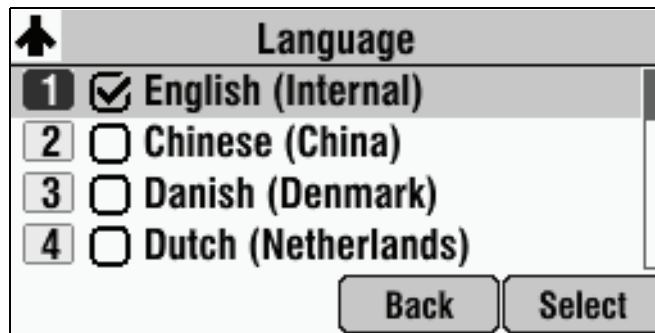 Language
1 English (Internal)
2 Chinese (China)
3 Danish (Denmark)
4 Dutch (Netherlands)
Back Select